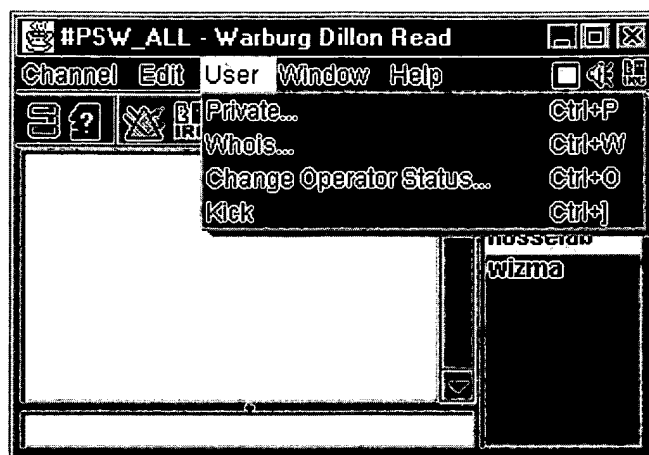 #PSW_ALL - Warburg Dillon Read
Channel Edit User Window Help
Private... Ctrl+P
Whois... Ctrl+W
Change Operator Status... Ctrl+O
Kick Ctrl+]
wizma